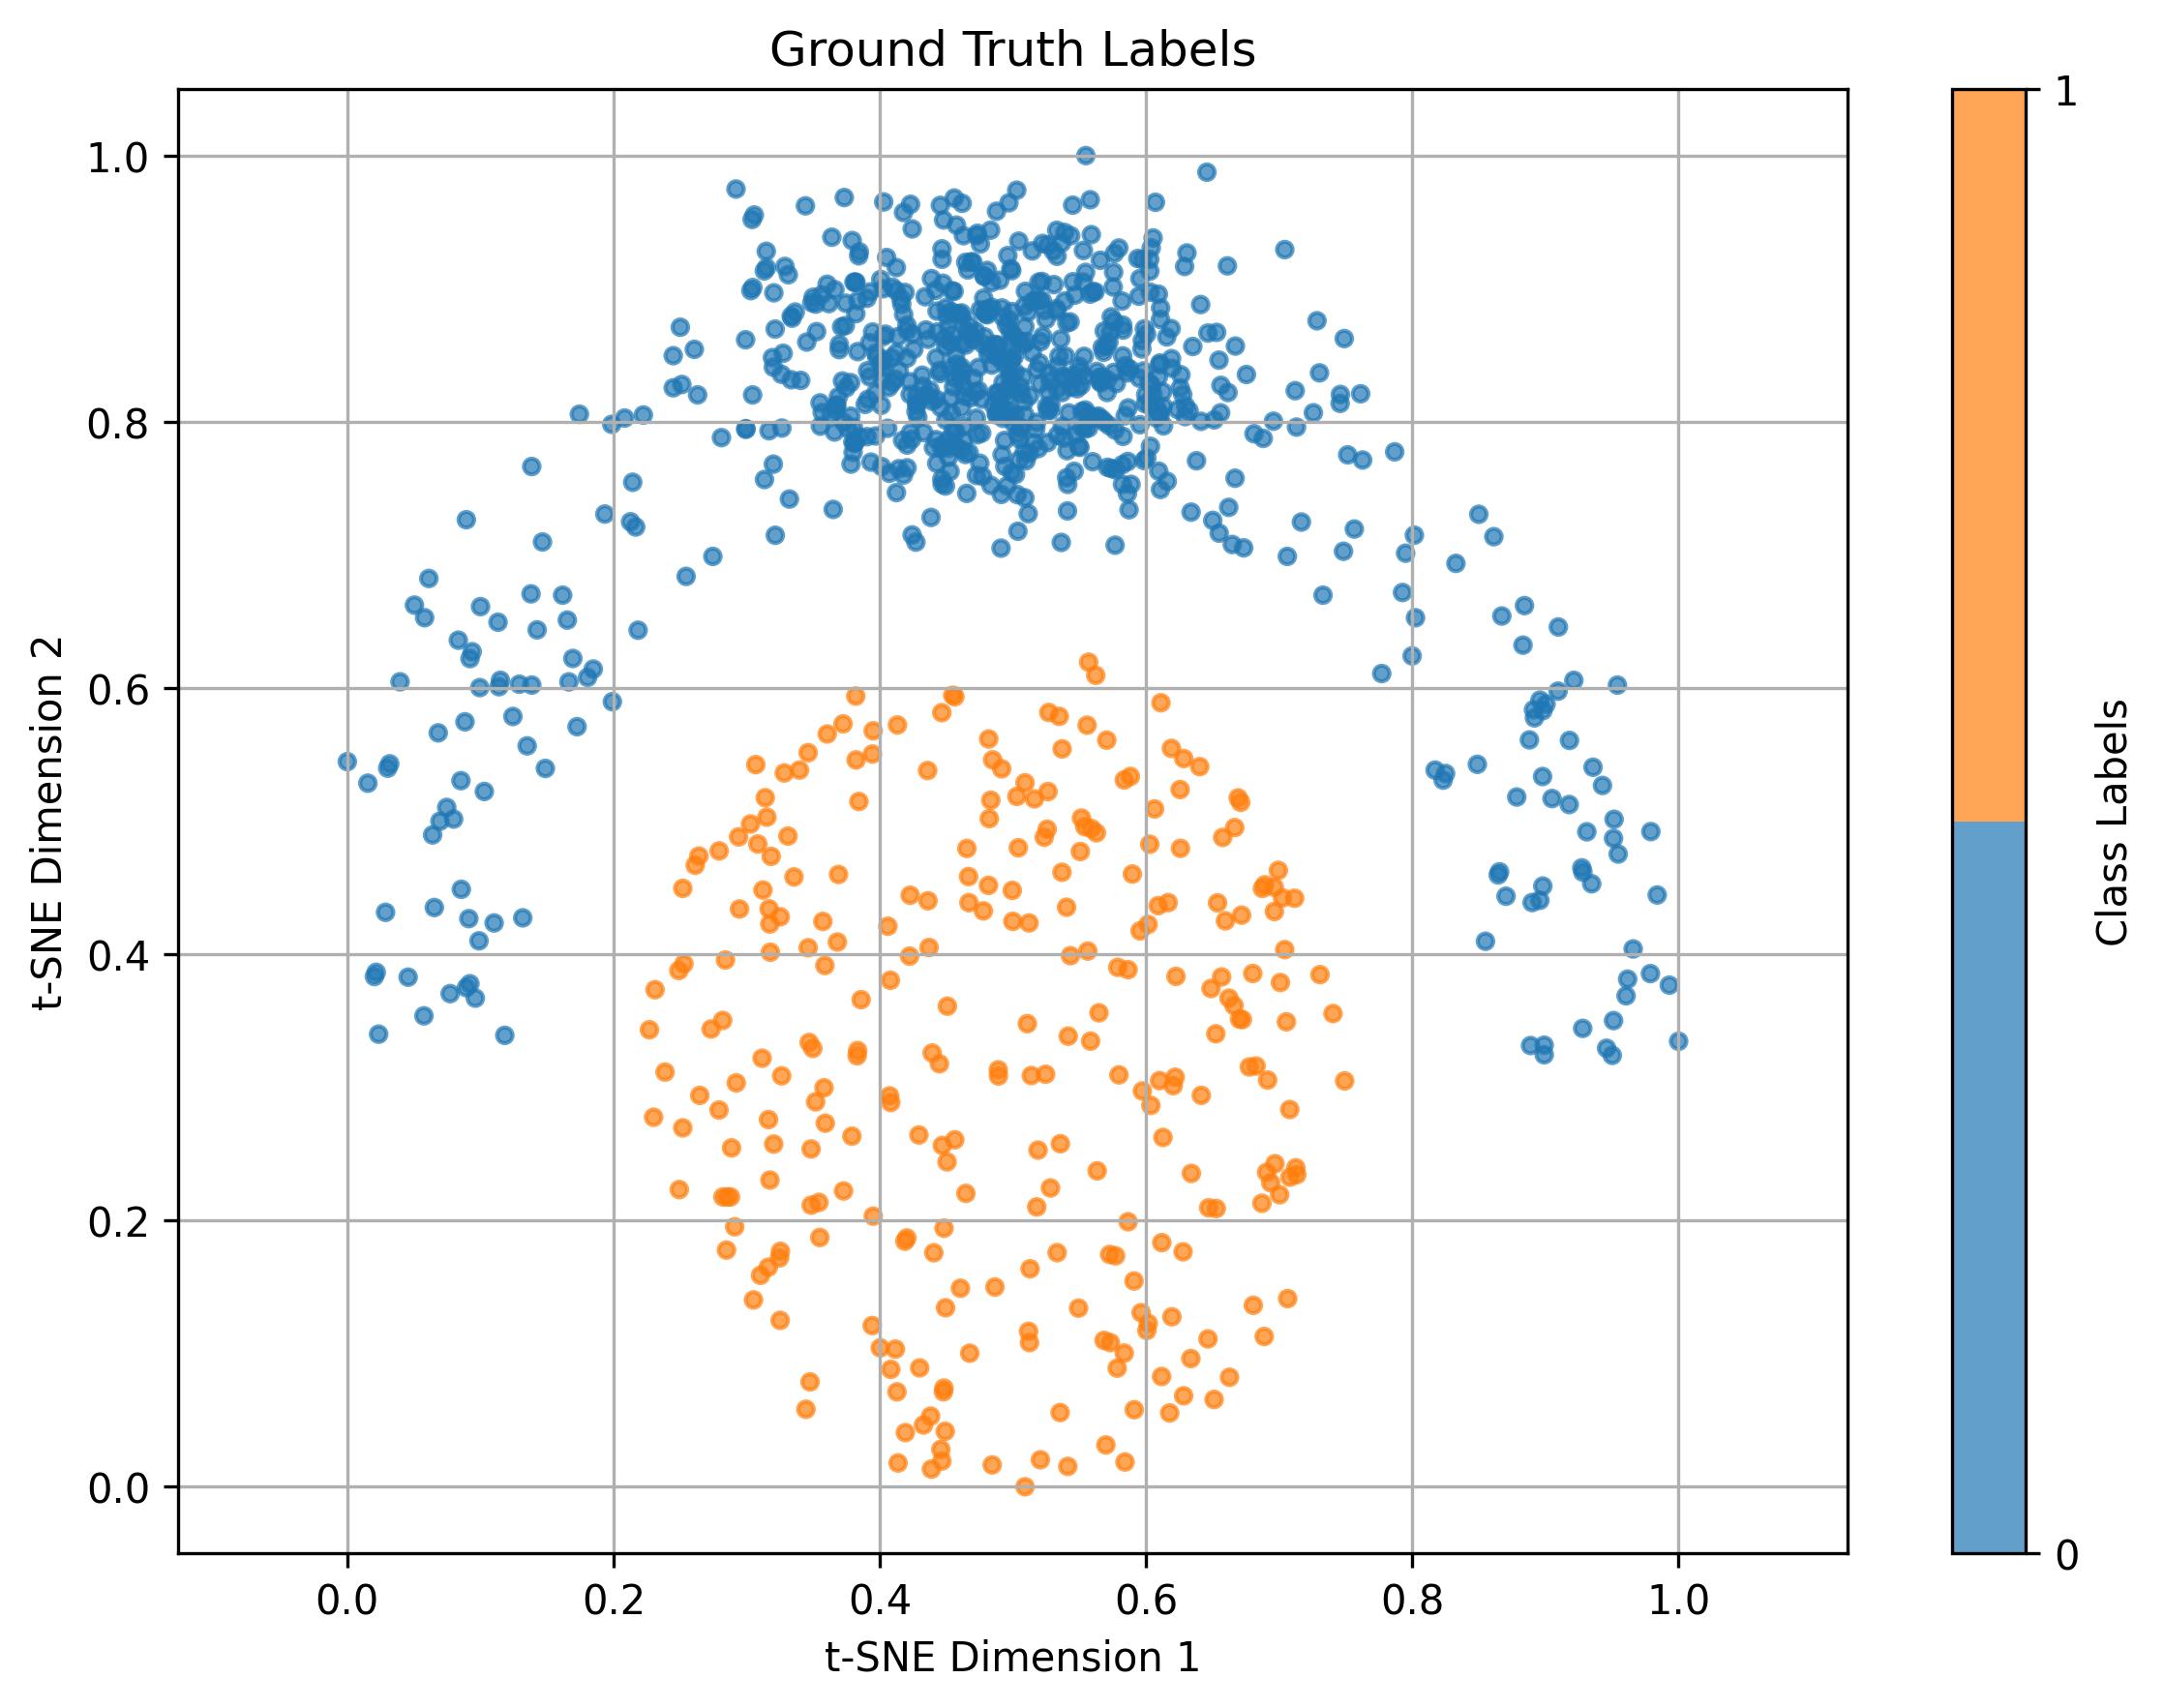 Ground Truth Labels
1.0
0.8
0.6
0.4
0.2
0.0
t-SNE Dimension 2
0.0 0.2 0.4 0.6 0.8 1.0
t-SNE Dimension 1
1
0
Class Labels